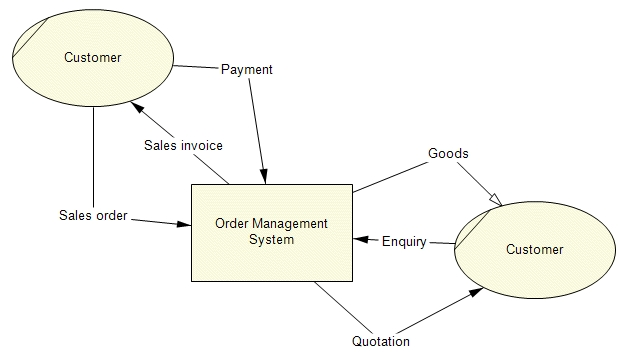 Customer
Payment
Sales invoice
Goods
Sales order
Order Management
System
Enquiry
Customer
Quotation